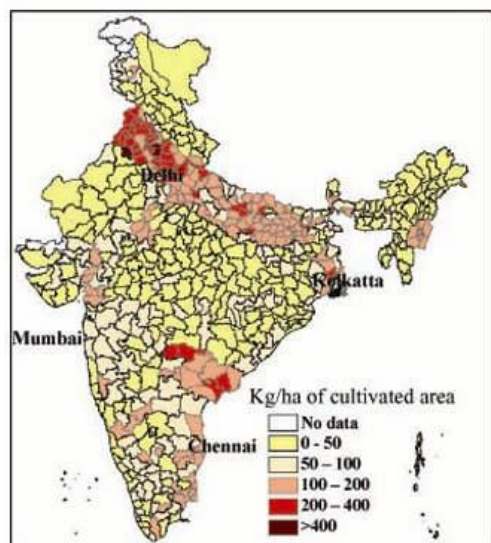 Delhi
Kolkatta
Mumbai
Kg/ha of cultivated area
Chennai
No data
0 - 50
50 – 100
100 – 200
200 – 400
>400